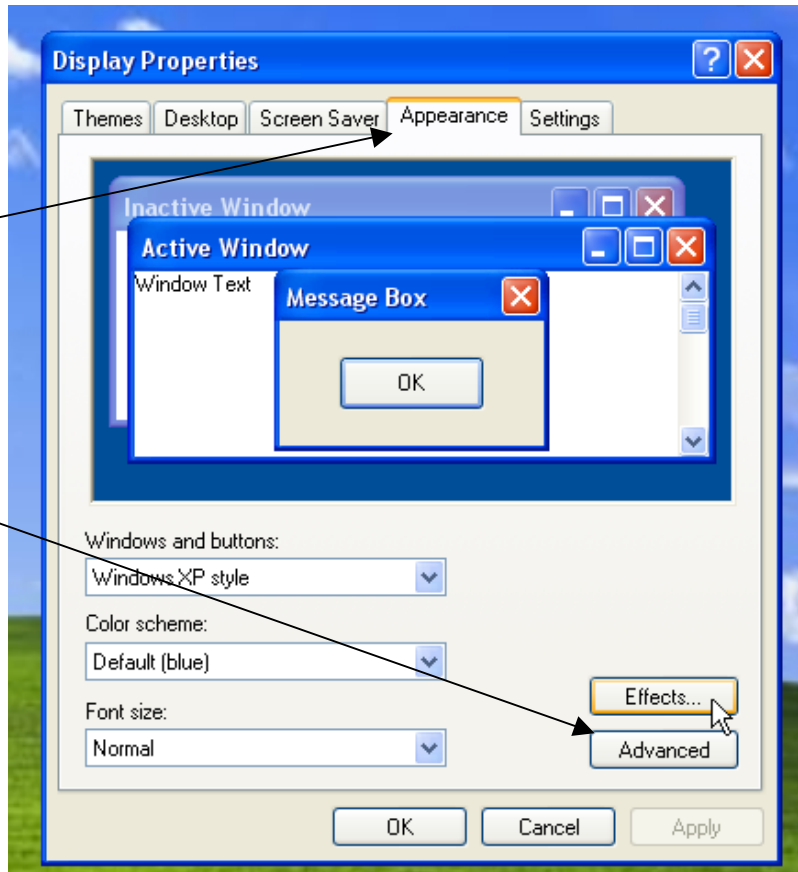 Display Properties
Themes Desktop Screen Saver Appearance Settings
Inactive Window
Active Window
Window Text
Message Box
OK
Windows and buttons:
Windows XP style
Color scheme:
Default (blue)
Effects...
Font size:
Normal
Advanced
OK Cancel Apply